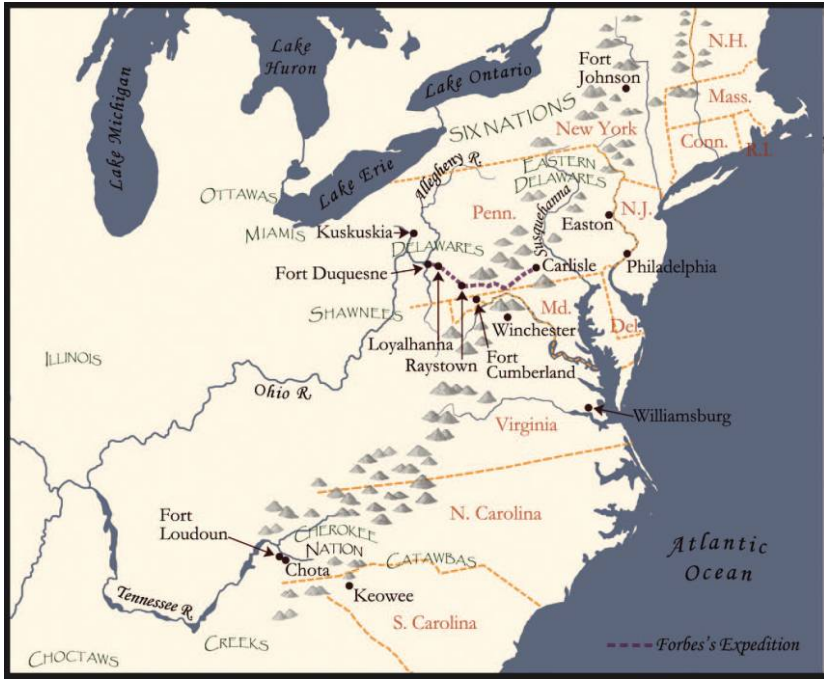 Lake Michigan
Lake
Huron
Lake Ontario
Lake Erie
Fort
Johnson
N.H.
Mass.
Conn.
R.I.
New York
SIX NATIONS
Allegheny R.
EASTERN
DELAWARES
OTTAWAS
MIAMIS
Penn.
Susquehanna
Easton
N.J.
Kuskuskia
DELAWARES
Fort Duquesne
Carlisle
Philadelphia
SHAWNEES
Md.
Del.
Winchester
Loyalhanna
Raystown
Fort
Cumberland
ILLINOIS
Ohio R.
Virginia
Williamsburg
Fort
Loudoun
CHEROKEE
NATION
N. Carolina
Chota
CATAWBAS
Atlantic
Ocean
Tennessee R.
Keowee
S. Carolina
CREEKS
CHOCTAWS
Forbes's Expedition